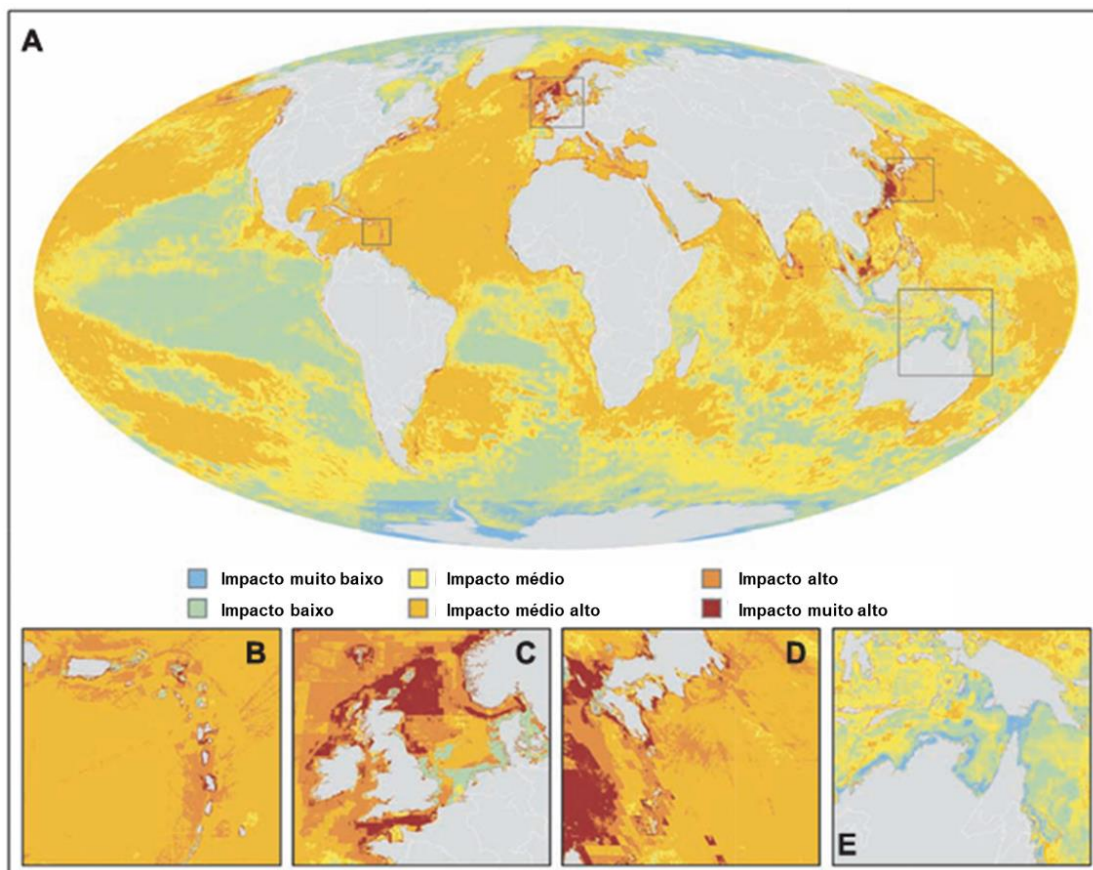 A
Impacto muito baixo
Impacto médio
Impacto alto
Impacto baixo
Impacto médio alto
Impacto muito alto
B
C
D
E